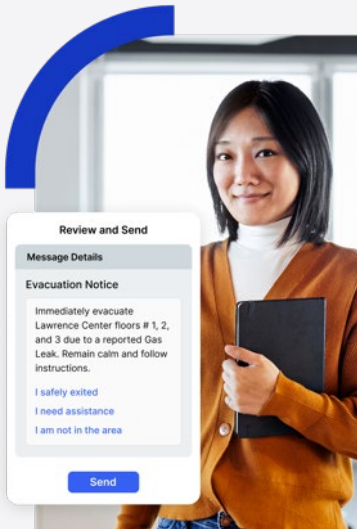 Review and Send
Message Details
Evacuation Notice
Immediately evacuate
Lawrence Center floors # 1, 2,
and 3 due to a reported Gas
Leak. Remain calm and follow
instructions.
I safely exited
I need assistance
I am not in the area
Send